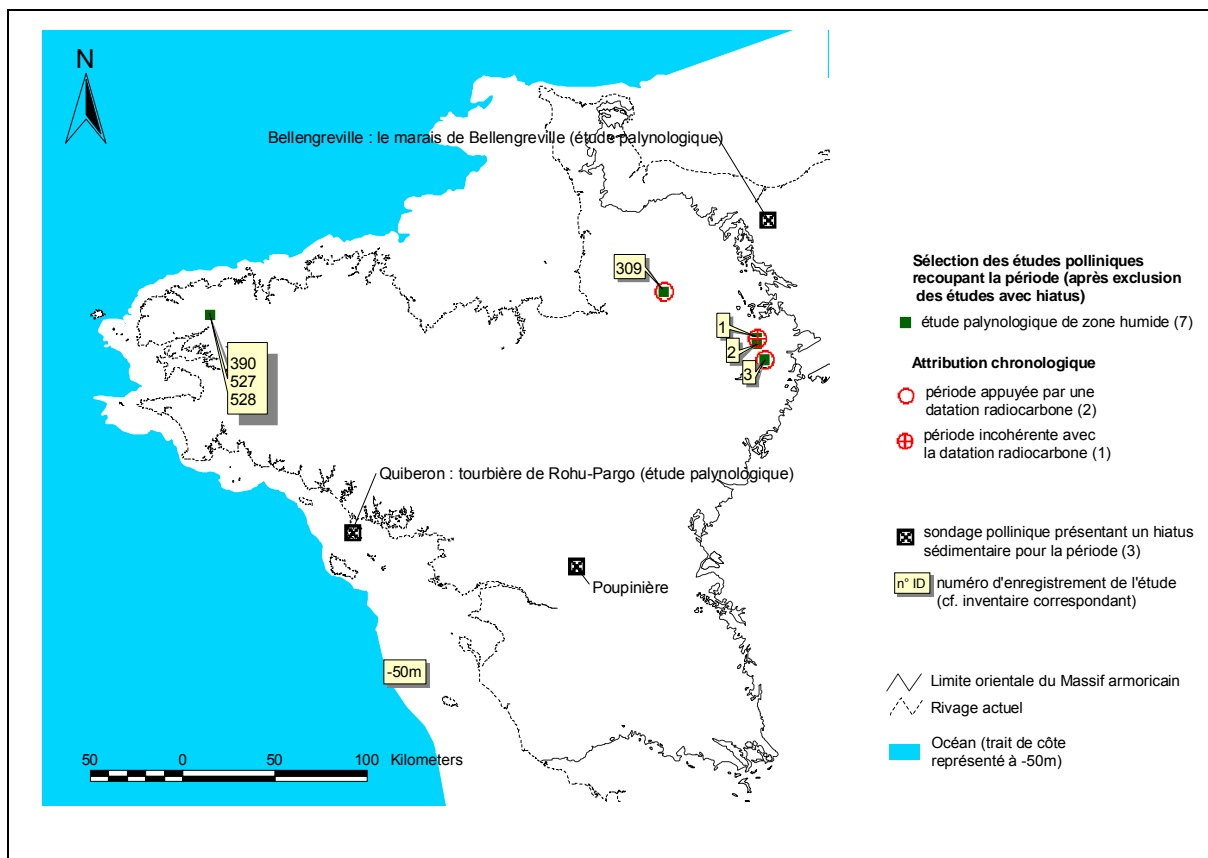 N
Bellengreville : le marais de Bellengreville (étude palynologique)
309
1
2
3
390
527
528
Quiberon : tourbière de Rohu-Pargo (étude palynologique)
Poupinière
-50m
50 0 50 100 Kilometers
Sélection des études polliniques
recoupant la période (après exclusion
des études avec hiatus)
étude palynologique de zone humide (7)
Attribution chronologique
période appuyée par une
datation radiocarbone (2)
période incohérente avec
la datation radiocarbone (1)
sondage pollinique présentant un hiatus
sédimentaire pour la période (3)
n° ID
numéro d'enregistrement de l'étude
(cf. inventaire correspondant)
Limite orientale du Massif armoricain
Rivage actuel
Océan (trait de côte
représenté à -50m)